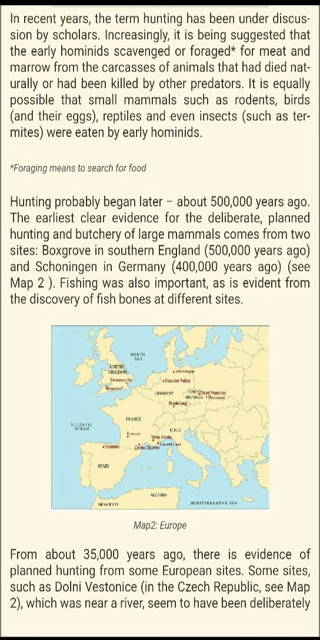 In recent years, the term hunting has been under discus-
sion by scholars. Increasingly, it is being suggested that
the early hominids scavenged or foraged* for meat and
marrow from the carcasses of animals that had died nat-
urally or had been killed by other predators. It is equally
possible that small mammals such as rodents, birds
(and their eggs), reptiles and even insects (such as ter-
mites) were eaten by early hominids.
*Foraging means to search for food
Hunting probably began later – about 500,000 years ago.
The earliest clear evidence for the deliberate, planned
hunting and butchery of large mammals comes from two
sites: Boxgrove in southern England (500,000 years ago)
and Schoningen in Germany (400,000 years ago) (see
Map 2 ). Fishing was also important, as is evident from
the discovery of fish bones at different sites.
NORTH
SEA
UNITED
KINGDOM
GERMANY
FRANCE
ATLANTIC
OCEAN
ITALY
SPAIN
ALGERIA
MEDITERRANEAN SEA
Map2: Europe
From about 35,000 years ago, there is evidence of
planned hunting from some European sites. Some sites,
such as Dolni Vestonice (in the Czech Republic, see Map
2), which was near a river, seem to have been deliberately